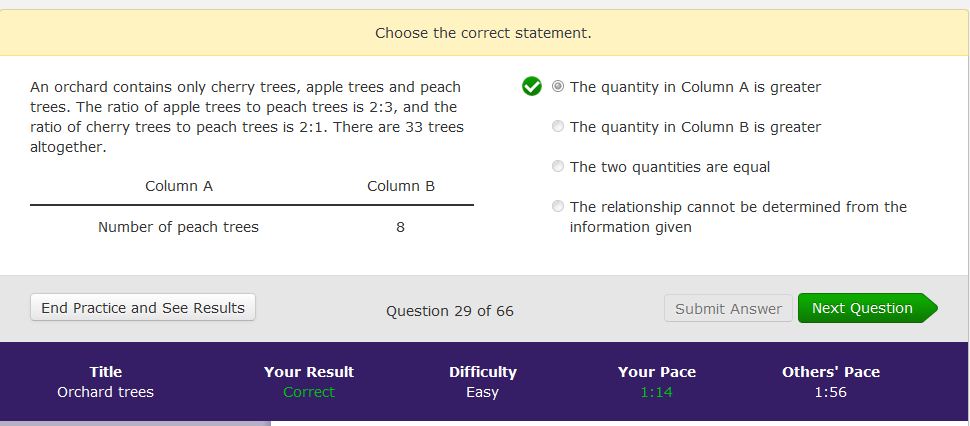 Choose the correct statement.
An orchard contains only cherry trees, apple trees and peach
trees. The ratio of apple trees to peach trees is 2:3, and the
ratio of cherry trees to peach trees is 2:1. There are 33 trees
altogether.
Column A Column B
Number of peach trees 8
The quantity in Column A is greater
The quantity in Column B is greater
The two quantities are equal
The relationship cannot be determined from the
information given
End Practice and See Results Question 29 of 66 Submit Answer Next Question
Title Your Result Difficulty Your Pace Others' Pace
Orchard trees Correct Easy 1:14 1:56